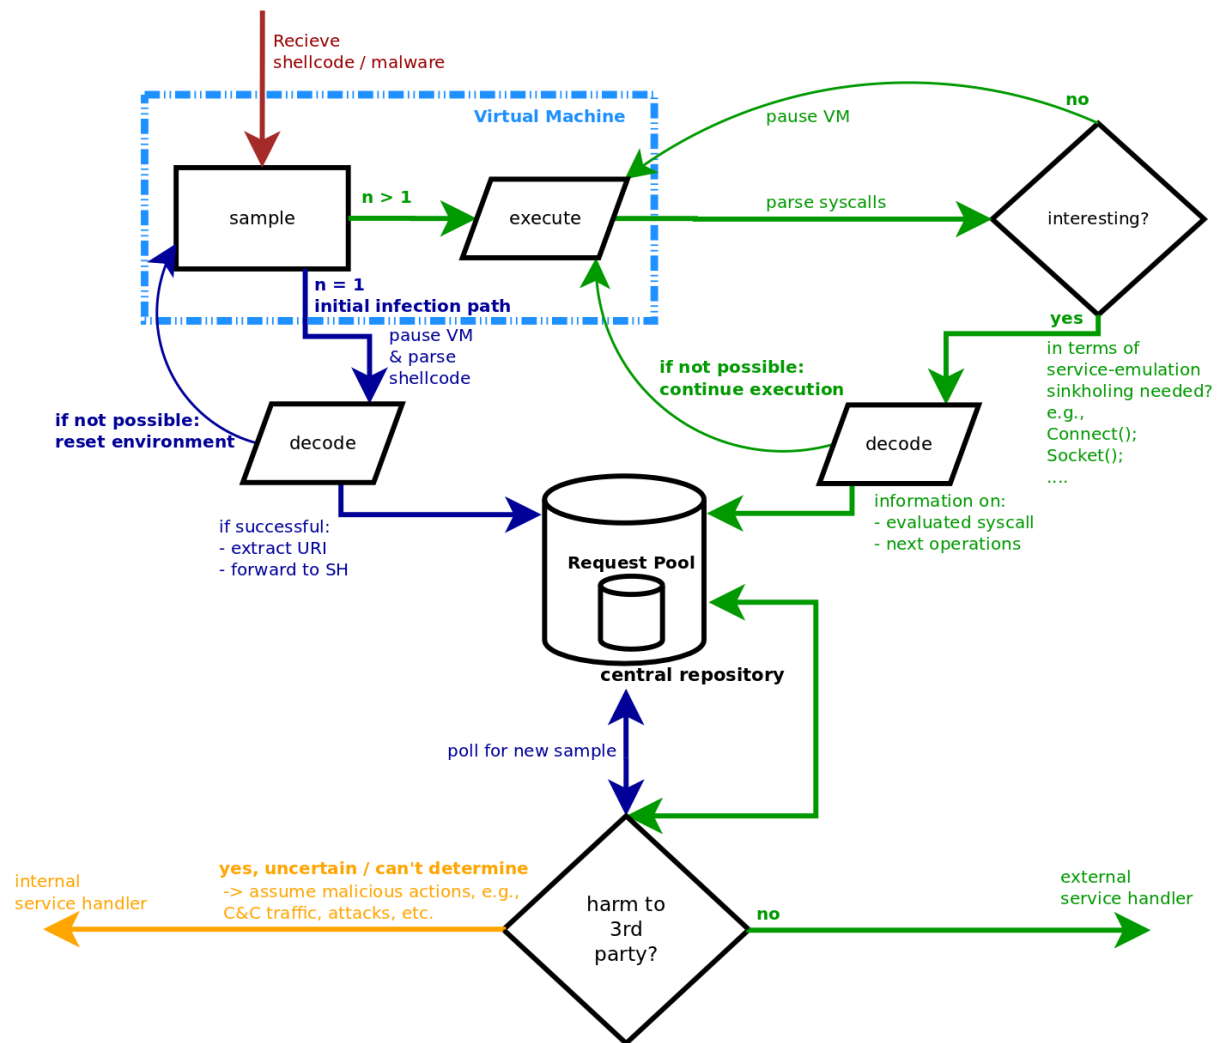 Recieve
shellcode / malware
Virtual Machine
no
pause VM
sample
n > 1
execute
parse syscalls
interesting?
n = 1
initial infection path
pause VM
& parse
shellcode
yes
in terms of
service-emulation
sinkholing needed?
e.g.,
Connect();
Socket();
....
if not possible:
continue execution
if not possible:
reset environment
decode
decode
if successful:
- extract URI
- forward to SH
information on:
- evaluated syscall
- next operations
Request Pool
central repository
poll for new sample
internal
service handler
yes, uncertain / can't determine
-> assume malicious actions, e.g.,
C&C traffic, attacks, etc.
harm to
3rd
party?
no
external
service handler